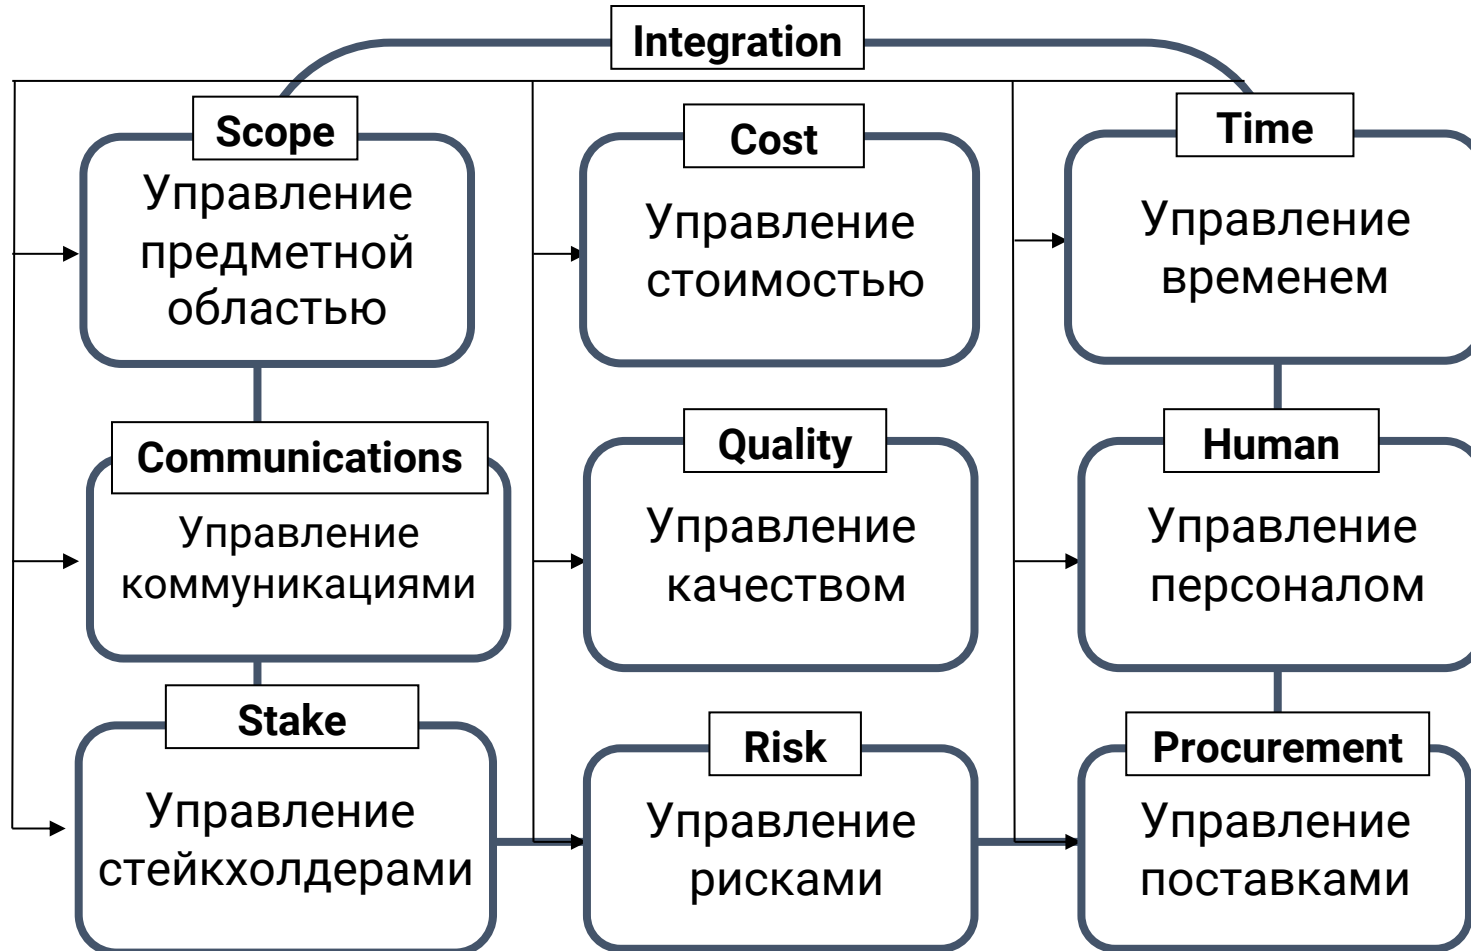 Integration
Scope
Управление
предметной
областью
Cost
Управление
стоимостью
Time
Управление
временем
Communications
Управление
коммуникациями
Quality
Управление
качеством
Human
Управление
персоналом
Stake
Управление
стейкхолдерами
Risk
Управление
рисками
Procurement
Управление
поставками